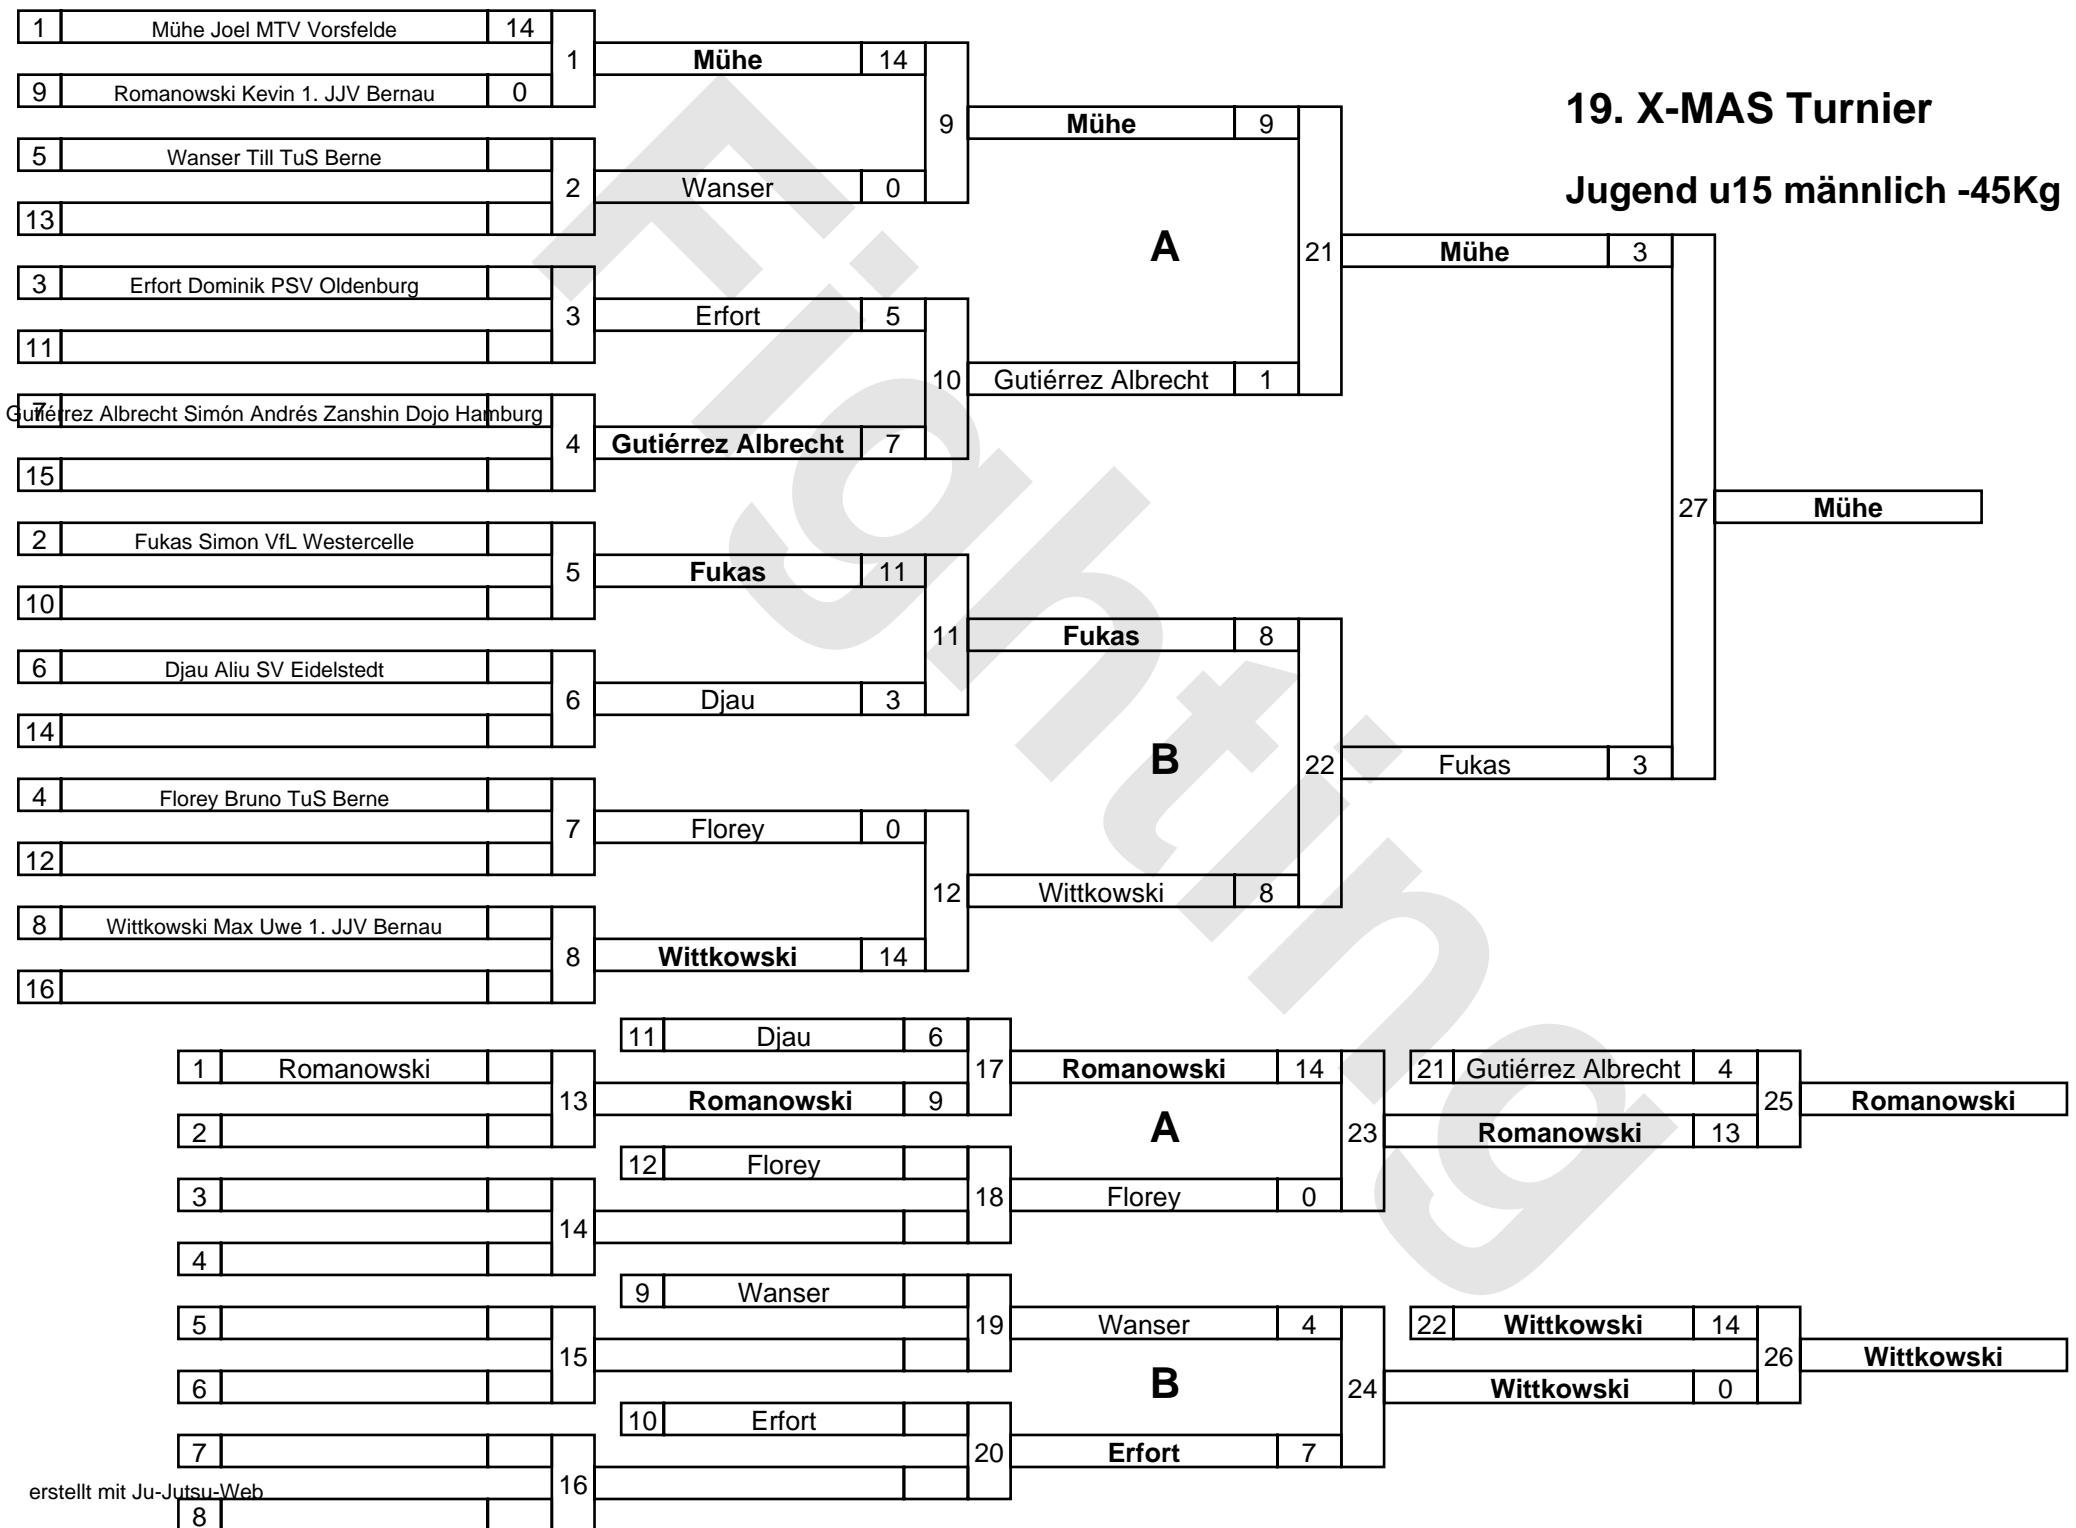 19. X-MAS Turnier
Jugend u15 männlich -45Kg
Fighting
1 Mühe Joel MTV Vorsfelde 14
9 Romanowski Kevin 1. JJV Bernau 0
1
5 Wanser Till TuS Berne
13
2
3 Erfort Dominik PSV Oldenburg
11
3
7 Gutiérrez Albrecht Simón Andrés Zanshin Dojo Hamburg
15
4
2 Fukas Simon VfL Westercelle
10
5
6 Djau Aliu SV Eidelstedt
14
6
4 Florey Bruno TuS Berne
12
7
8 Wittkowski Max Uwe 1. JJV Bernau
16
8
Mühe 14
Wanser 0
9
Erfort 5
Gutiérrez Albrecht 7
10
Fukas 11
Djau 3
11
Florey 0
Wittkowski 14
12
Mühe 9
A
Gutiérrez Albrecht 1
21
Fukas 8
B
Wittkowski 8
22
Mühe 3
Fukas 3
27
Mühe
1 Romanowski
2
13
3
4
14
5
6
15
7
8
16
11 Djau 6
Romanowski 9
17
12 Florey
18
9 Wanser
19
10 Erfort
20
Romanowski 14
A
Florey 0
23
Wanser 4
B
Erfort 7
24
21 Gutiérrez Albrecht 4
Romanowski 13
25
Romanowski
22 Wittkowski 14
Wittkowski 0
26
Wittkowski
erstellt mit Ju-Jutsu-Web